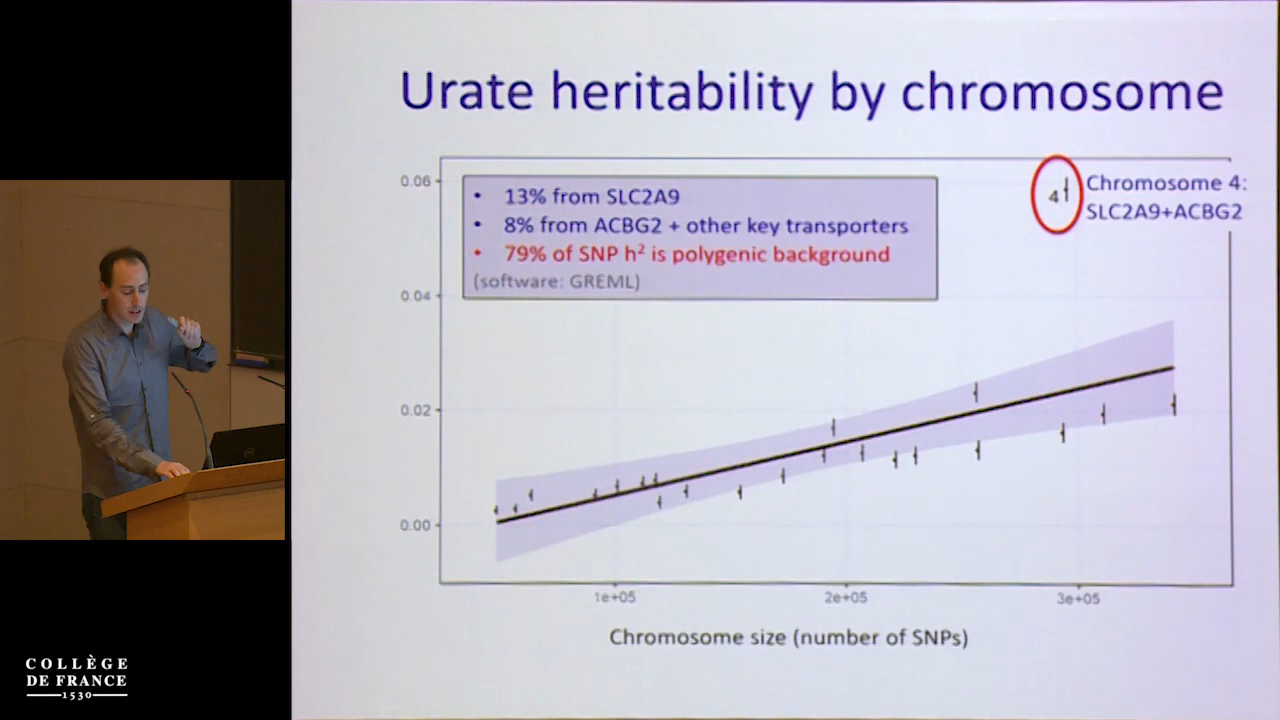 Urate heritability by chromosome
0.06
0.04
0.02
0.00
• 13% from SLC2A9
• 8% from ACBG2 + other key transporters
• 79% of SNP h² is polygenic background
(software: GREML)
4
Chromosome 4:
SLC2A9+ACBG2
1e+05
2e+05
3e+05
Chromosome size (number of SNPs)
COLLÈGE
DE FRANCE
1530